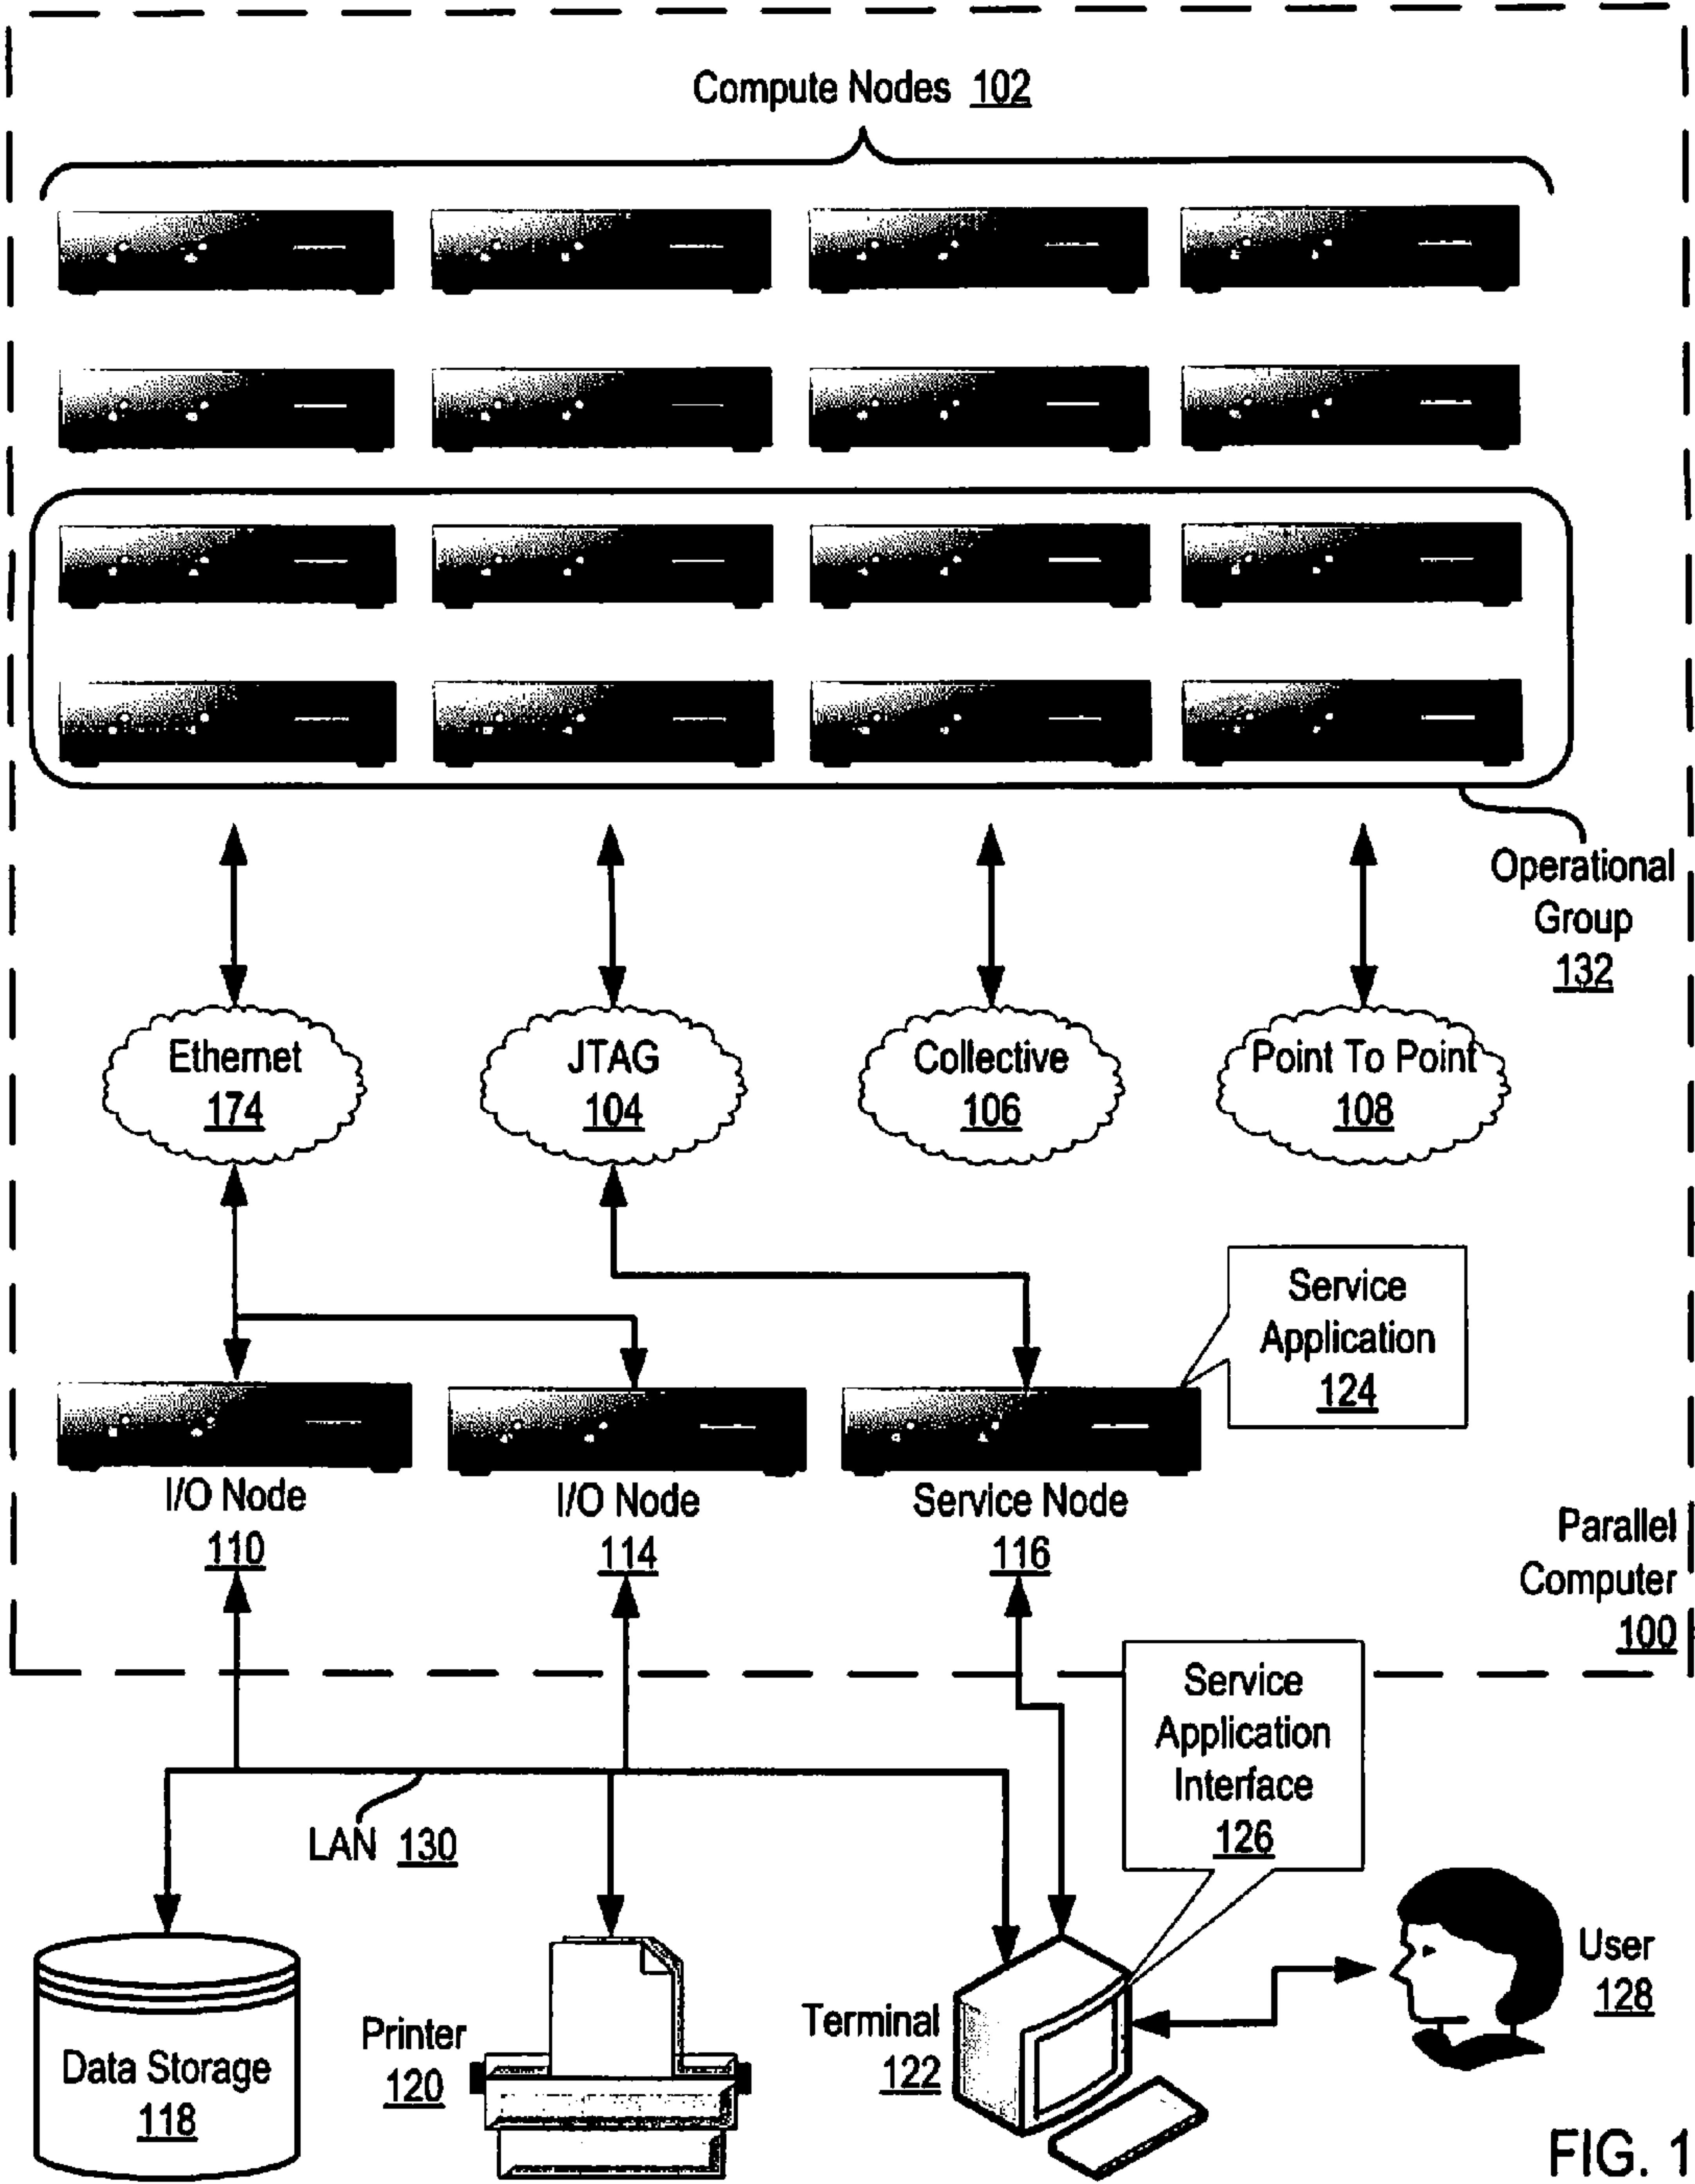 Compute Nodes 102
Operational
Group
132
Ethernet
174
JTAG
104
Collective
106
Point To Point
108
Service
Application
124
I/O Node
110
I/O Node
114
Service Node
116
Parallel
Computer
100
Service
Application
Interface
126
LAN 130
Data Storage
118
Printer
120
Terminal
122
User
128
FIG. 1